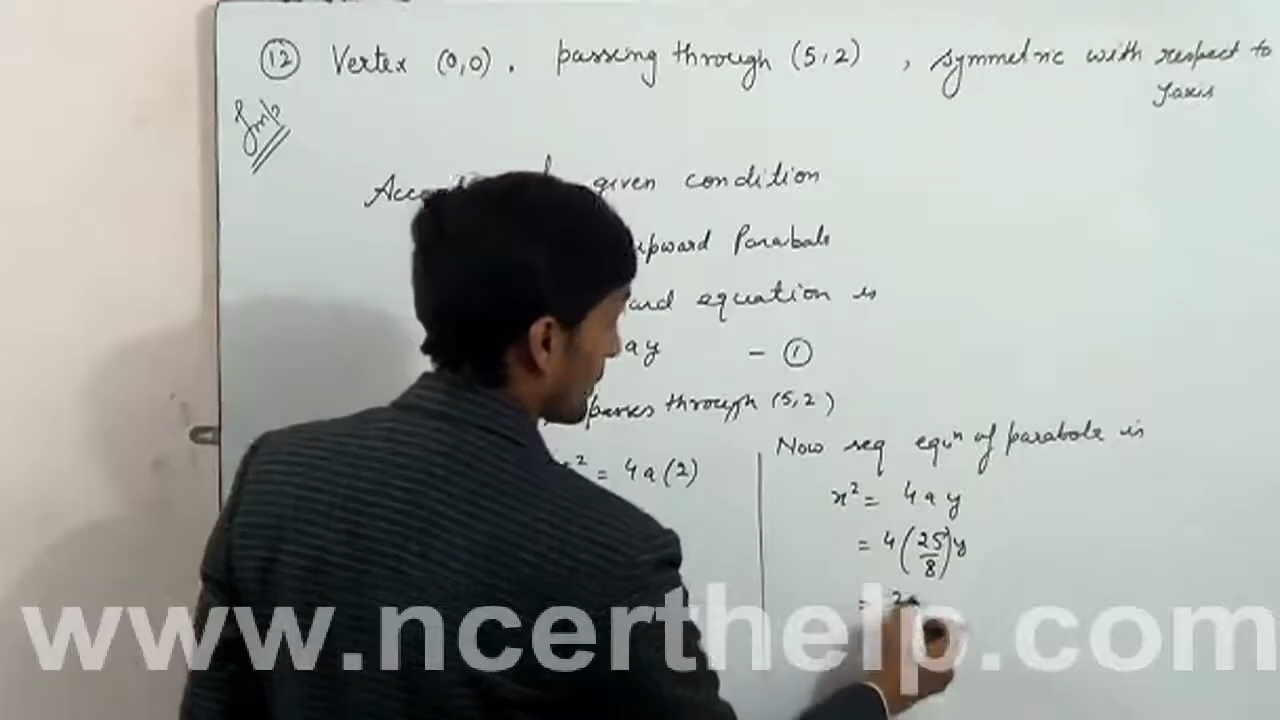 12 Vertex (0,0). passing through (5,2), symmetric with respect to
y axis
Imp
given condition
upward Parabola
equation is
ay - ①
passes through (5,2)
² = 4a(2)
Now req eqⁿ of parabola is
x² = 4ay
= 4(25/8)y
=
www.ncerthelp.com